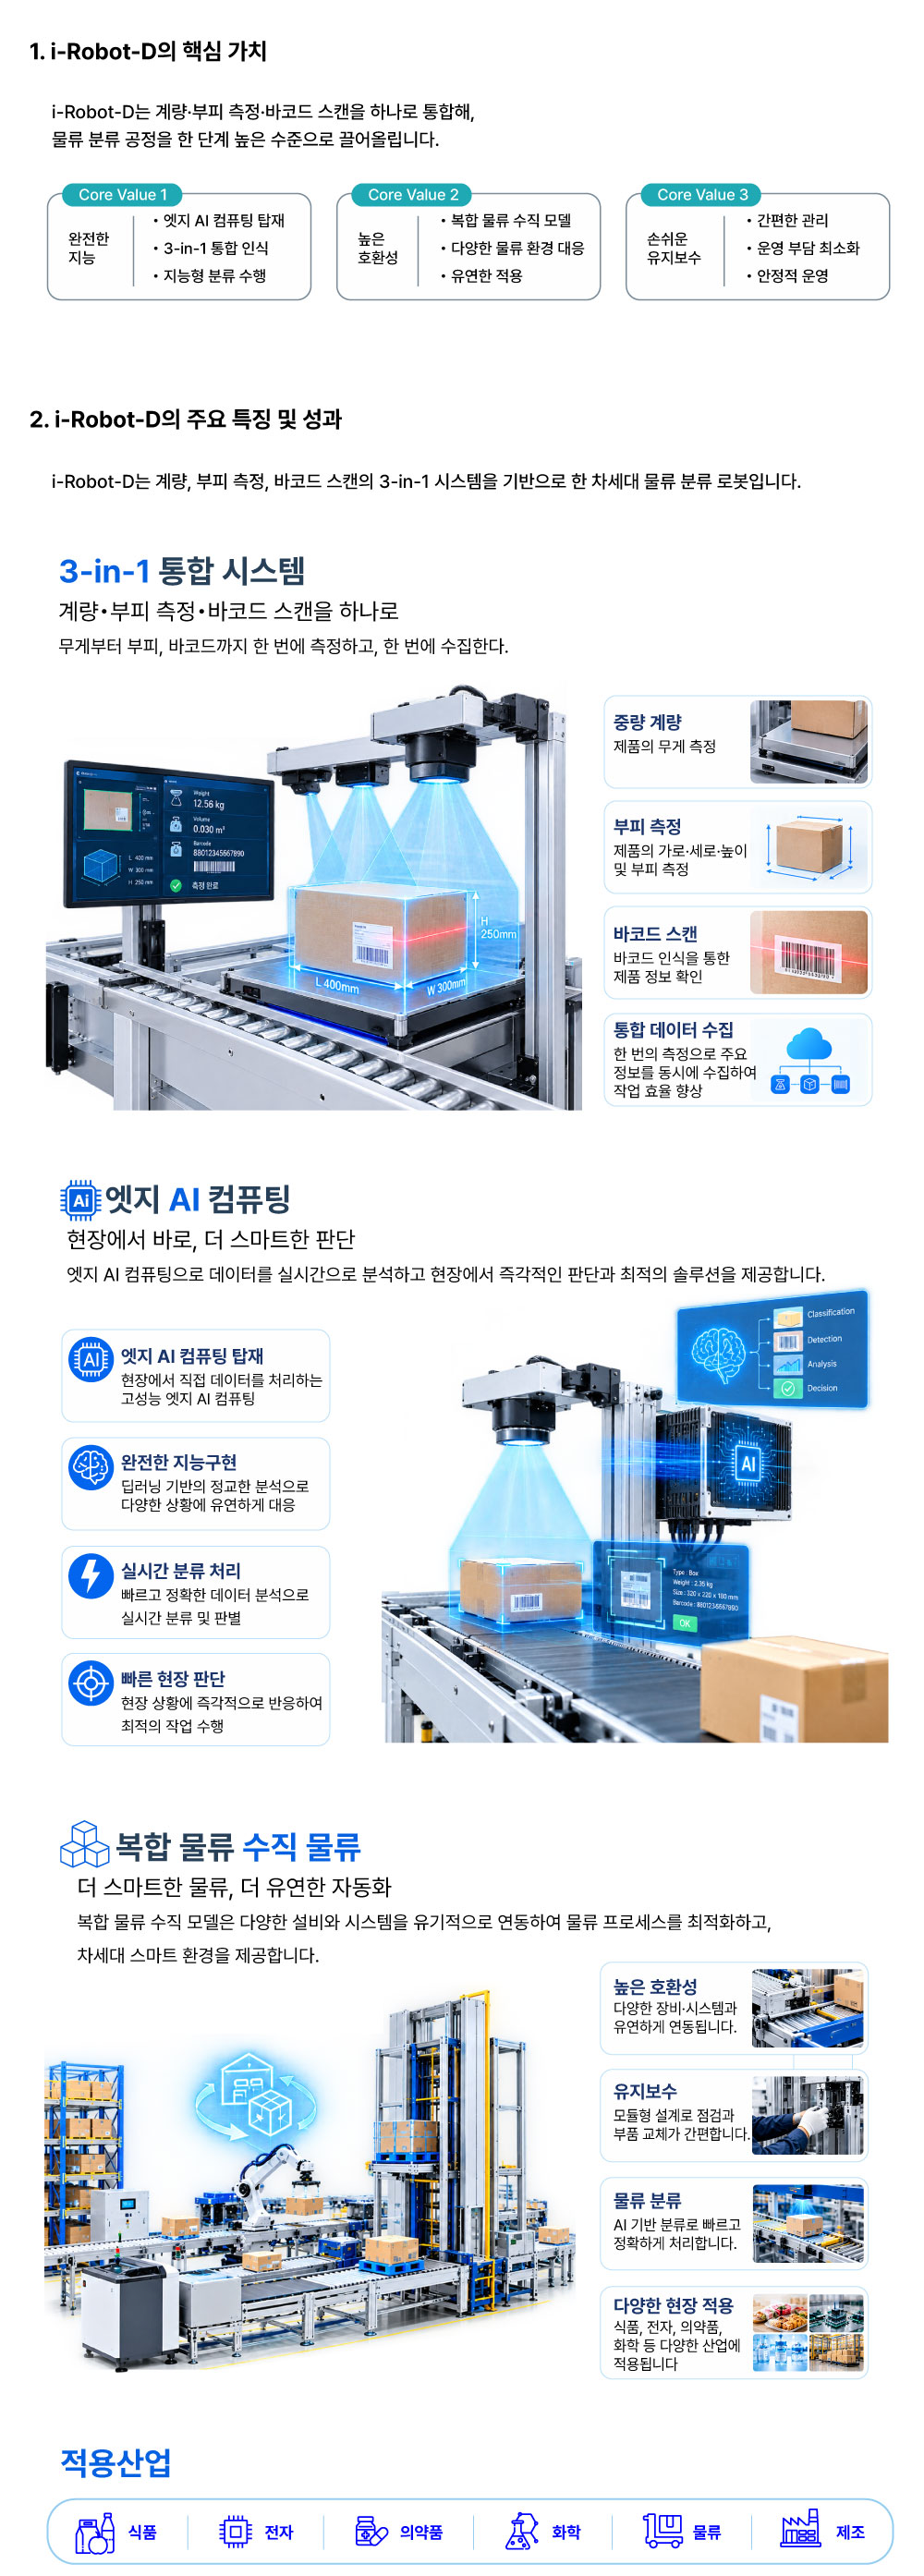 1. i-Robot-D의 핵심 가치
i-Robot-D는 계량·부피 측정·바코드 스캔을 하나로 통합해,
물류 분류 공정을 한 단계 높은 수준으로 끌어올립니다.
Core Value 1
완전한
지능
• 엣지 AI 컴퓨팅 탑재
• 3-in-1 통합 인식
• 지능형 분류 수행
Core Value 2
높은
호환성
• 복합 물류 수직 모델
• 다양한 물류 환경 대응
• 유연한 적용
Core Value 3
손쉬운
유지보수
• 간편한 관리
• 운영 부담 최소화
• 안정적 운영
2. i-Robot-D의 주요 특징 및 성과
i-Robot-D는 계량, 부피 측정, 바코드 스캔의 3-in-1 시스템을 기반으로 한 차세대 물류 분류 로봇입니다.
3-in-1 통합 시스템
계량•부피 측정•바코드 스캔을 하나로
무게부터 부피, 바코드까지 한 번에 측정하고, 한 번에 수집한다.
Weight
12.56 kg
Volume
0.030 m³
Barcode
88012345667890
측정 완료
L 400 mm
W 300 mm
H 250 mm
H
250mm
L 400mm
W 300mm
중량 계량
제품의 무게 측정
부피 측정
제품의 가로·세로·높이
및 부피 측정
바코드 스캔
바코드 인식을 통한
제품 정보 확인
통합 데이터 수집
한 번의 측정으로 주요
정보를 동시에 수집하여
작업 효율 향상
Ai 엣지 AI 컴퓨팅
현장에서 바로, 더 스마트한 판단
엣지 AI 컴퓨팅으로 데이터를 실시간으로 분석하고 현장에서 즉각적인 판단과 최적의 솔루션을 제공합니다.
Classification
Detection
Analysis
Decision
AI
Type : Box
Weight : 2.35 kg
Size : 320 x 220 x 180 mm
Barcode : 8801234567890
OK
AI
엣지 AI 컴퓨팅 탑재
현장에서 직접 데이터를 처리하는
고성능 엣지 AI 컴퓨팅
완전한 지능구현
딥러닝 기반의 정교한 분석으로
다양한 상황에 유연하게 대응
실시간 분류 처리
빠르고 정확한 데이터 분석으로
실시간 분류 및 판별
빠른 현장 판단
현장 상황에 즉각적으로 반응하여
최적의 작업 수행
복합 물류 수직 물류
더 스마트한 물류, 더 유연한 자동화
복합 물류 수직 모델은 다양한 설비와 시스템을 유기적으로 연동하여 물류 프로세스를 최적화하고,
차세대 스마트 환경을 제공합니다.
높은 호환성
다양한 장비·시스템과
유연하게 연동됩니다.
유지보수
모듈형 설계로 점검과
부품 교체가 간편합니다.
물류 분류
AI 기반 분류로 빠르고
정확하게 처리합니다.
다양한 현장 적용
식품, 전자, 의약품,
화학 등 다양한 산업에
적용됩니다
적용산업
식품
전자
의약품
화학
물류
제조